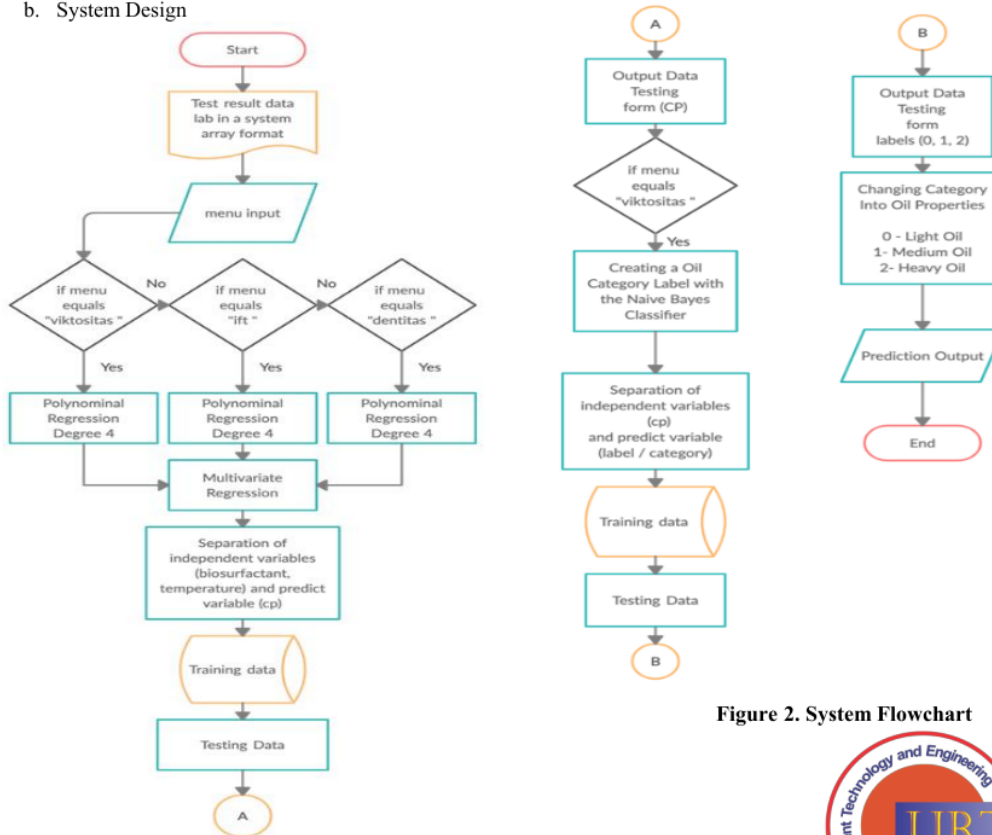 b. System Design
Start
Test result data
lab in a system
array format
menu input
if menu
equals
"viktositas "
No
if menu
equals
"ift "
No
if menu
equals
"dentitas "
Yes
Yes
Yes
Polynominal
Regression
Degree 4
Polynominal
Regression
Degree 4
Polynominal
Regression
Degree 4
Multivariate
Regression
Separation of
independent variables
(biosurfactant,
temperature) and predict
variable (cp)
Training data
Testing Data
A
A
Output Data
Testing
form (CP)
if menu
equals
"viktositas "
Yes
Creating a Oil
Category Label with
the Naive Bayes
Classifier
Separation of
independent variables
(cp)
and predict variable
(label / category)
Training data
Testing Data
B
B
Output Data
Testing
form
labels (0, 1, 2)
Changing Category
Into Oil Properties
0 - Light Oil
1- Medium Oil
2- Heavy Oil
Prediction Output
End
Figure 2. System Flowchart
nt Technology and Engineering